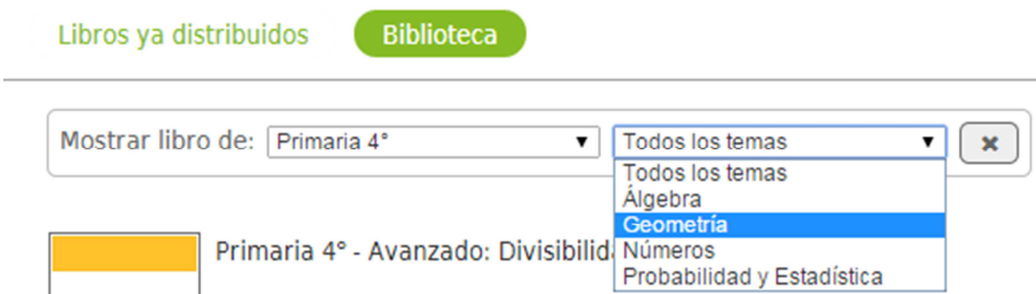 Libros ya distribuidos Biblioteca
Mostrar libro de: Primaria 4° Todos los temas
Todos los temas
Álgebra
Geometría
Primaria 4° - Avanzado: Números
Probabilidad y Estadística